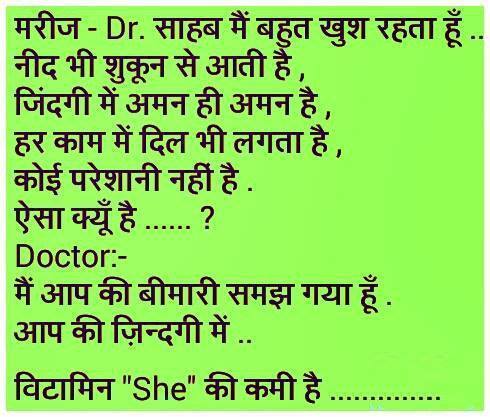 मरीज - Dr. साहब मैं बहुत खुश रहता हूँ ..
नीद भी शुकून से आती है ,
जिंदगी में अमन ही अमन है ,
हर काम में दिल भी लगता है ,
कोई परेशानी नहीं है .
ऐसा क्यूँ है ...... ?
Doctor:-
मैं आप की बीमारी समझ गया हूँ .
आप की ज़िन्दगी में ..
विटामिन "She" की कमी है ..............